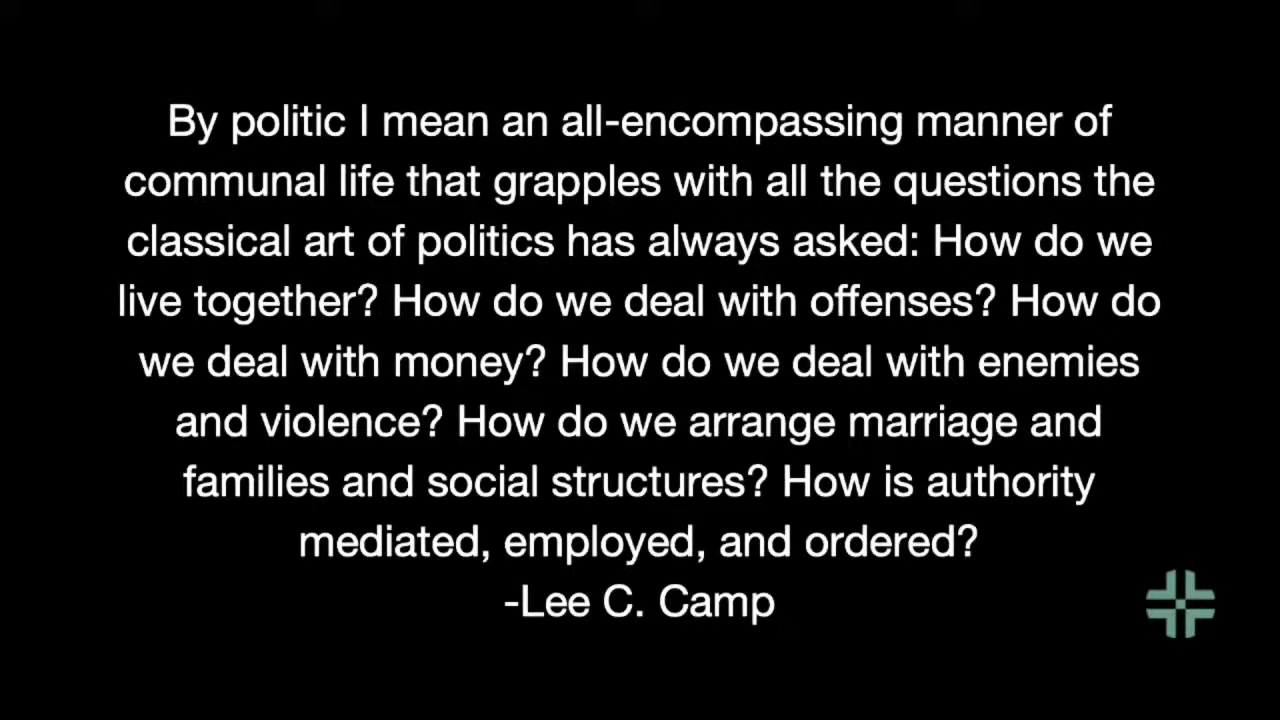 By politic I mean an all-encompassing manner of
communal life that grapples with all the questions the
classical art of politics has always asked: How do we
live together? How do we deal with offenses? How do
we deal with money? How do we deal with enemies
and violence? How do we arrange marriage and
families and social structures? How is authority
mediated, employed, and ordered?
-Lee C. Camp